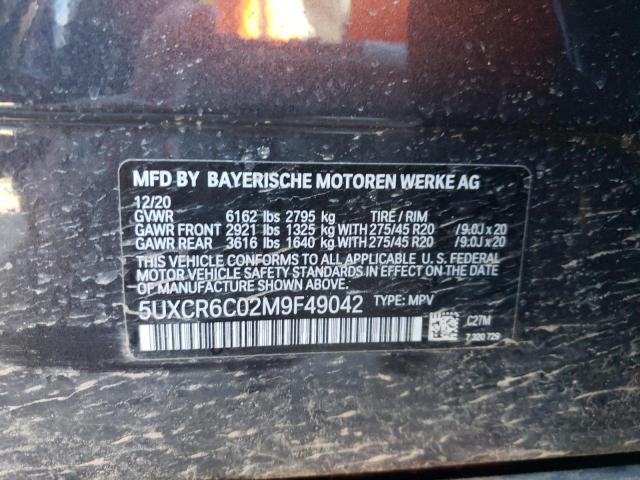 MFD BY BAYERISCHE MOTOREN WERKE AG
12/20
GVWR 6162 lbs 2795 kg TIRE / RIM
GAWR FRONT 2921 lbs 1325 kg WITH 275/45 R20 /9.0J x 20
GAWR REAR 3616 lbs 1640 kg WITH 275/45 R20 /9.0J x 20
THIS VEHICLE CONFORMS TO ALL APPLICABLE U. S. FEDERAL
MOTOR VEHICLE SAFETY STANDARDS IN EFFECT ON THE DATE
OF MANUFACTURE SHOWN ABOVE.
5UXCR6C02M9F49042 TYPE: MPV
C27M
7 320 729